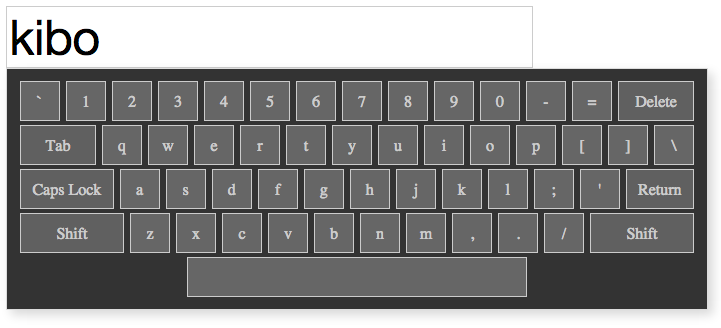 kibo
` 1 2 3 4 5 6 7 8 9 0 - = Delete
Tab q w e r t y u i o p [ ] \
Caps Lock a s d f g h j k l ; ' Return
Shift z x c v b n m , . / Shift